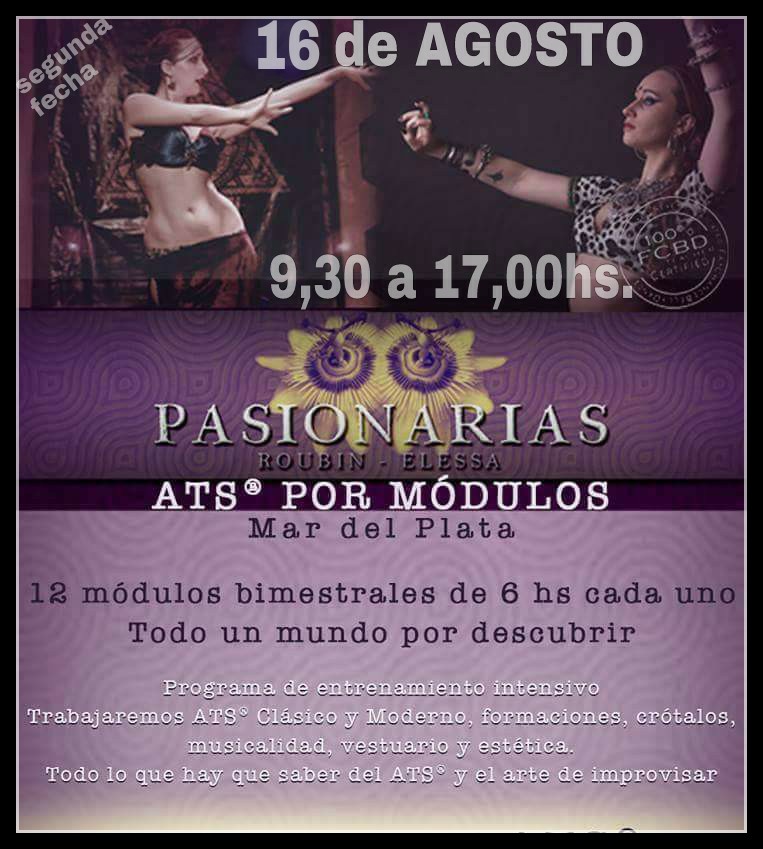 segunda
fecha
16 de AGOSTO
100%
FCBD
9,30 a 17,00hs.
PASIONARIAS
ROUBIN - ELESSA
ATS® POR MÓDULOS
Mar del Plata
12 módulos bimestrales de 6 hs cada uno
Todo un mundo por descubrir
Programa de entrenamiento intensivo
Trabajaremos ATS® Clásico y Moderno, formaciones, crótalos,
musicalidad, vestuario y estética.
Todo lo que hay que saber del ATS® y el arte de improvisar